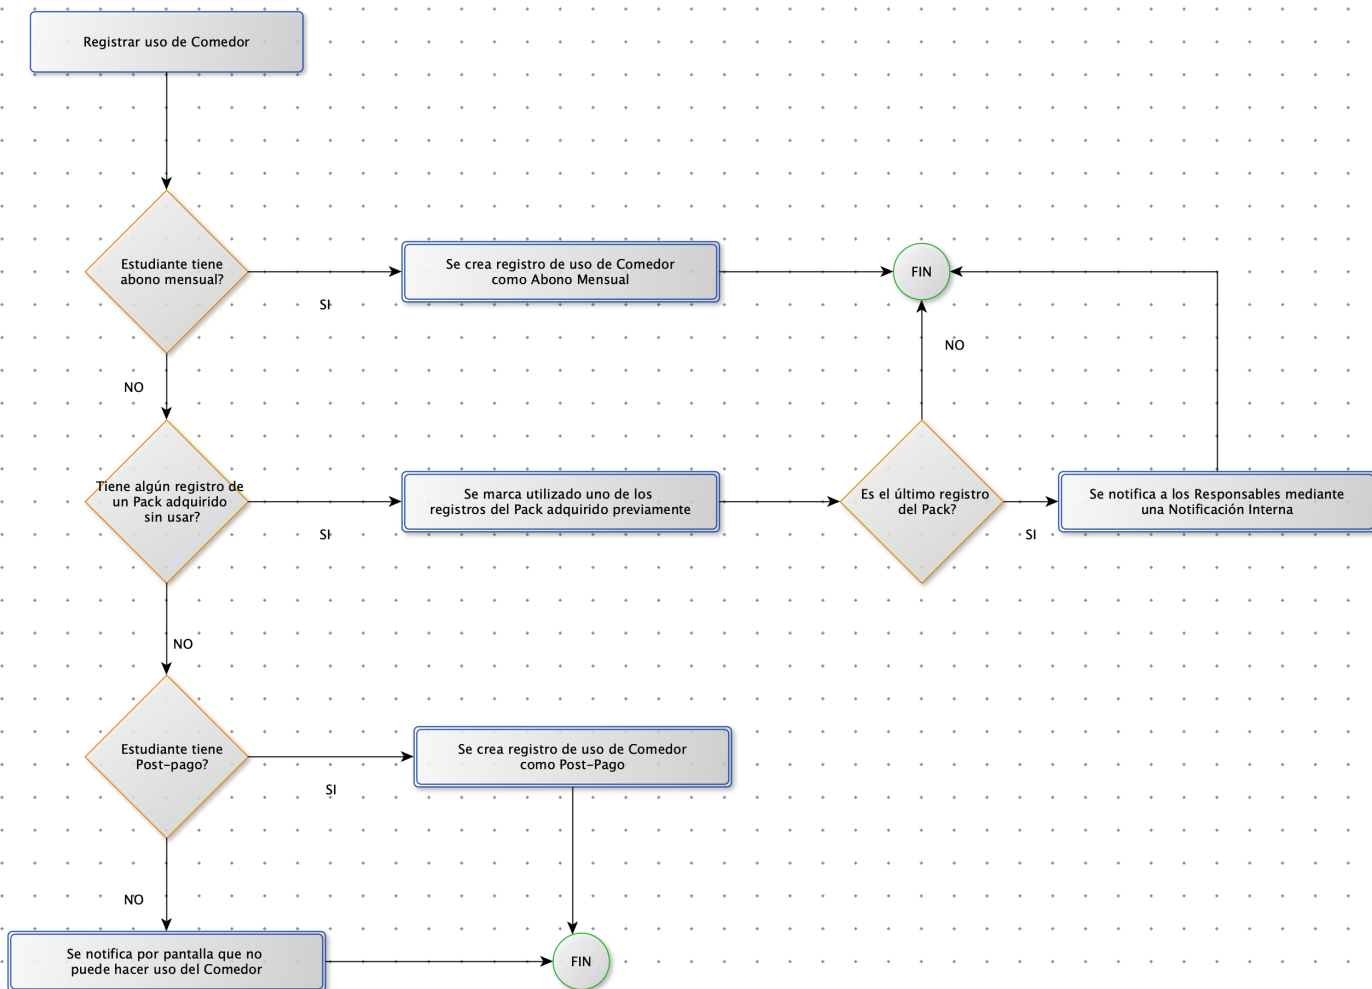 Registrar uso de Comedor
Estudiante tiene
abono mensual?
SI
Se crea registro de uso de Comedor
como Abono Mensual
FIN
NO
NO
Tiene algún registro de
un Pack adquirido
sin usar?
SI
Se marca utilizado uno de los
registros del Pack adquirido previamente
Es el último registro
del Pack?
SI
Se notifica a los Responsables mediante
una Notificación Interna
NO
Estudiante tiene
Post-pago?
SI
Se crea registro de uso de Comedor
como Post-Pago
NO
Se notifica por pantalla que no
puede hacer uso del Comedor
FIN